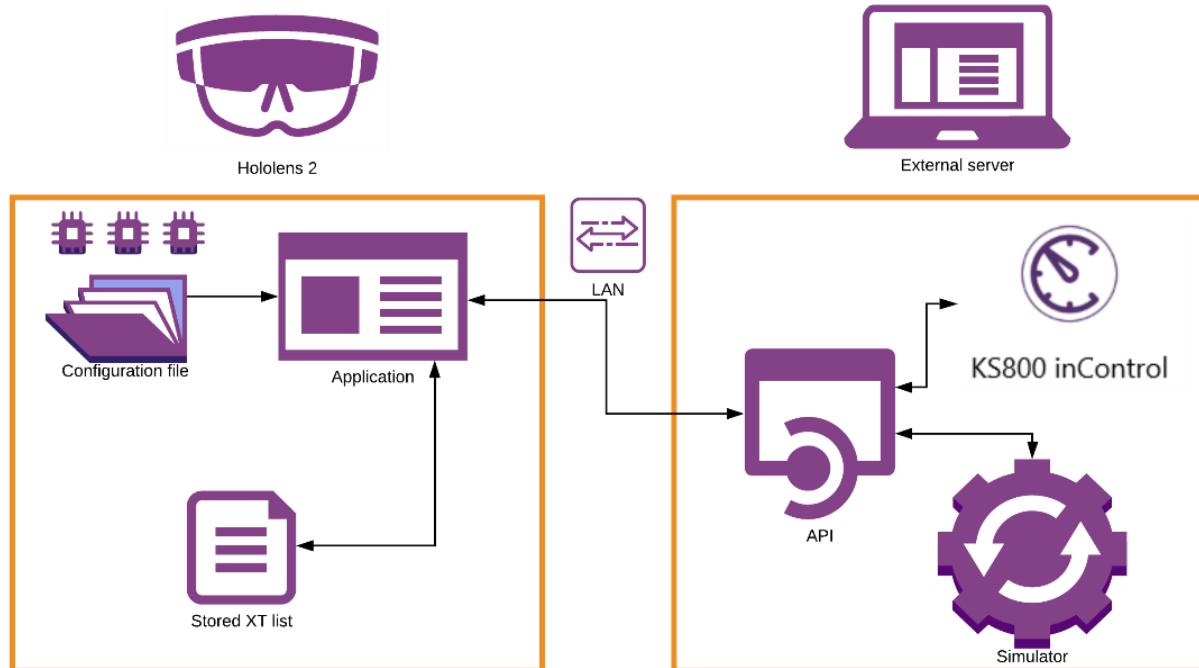 Hololens 2
External server
LAN
Configuration file
Application
KS800 inControl
API
Stored XT list
Simulator